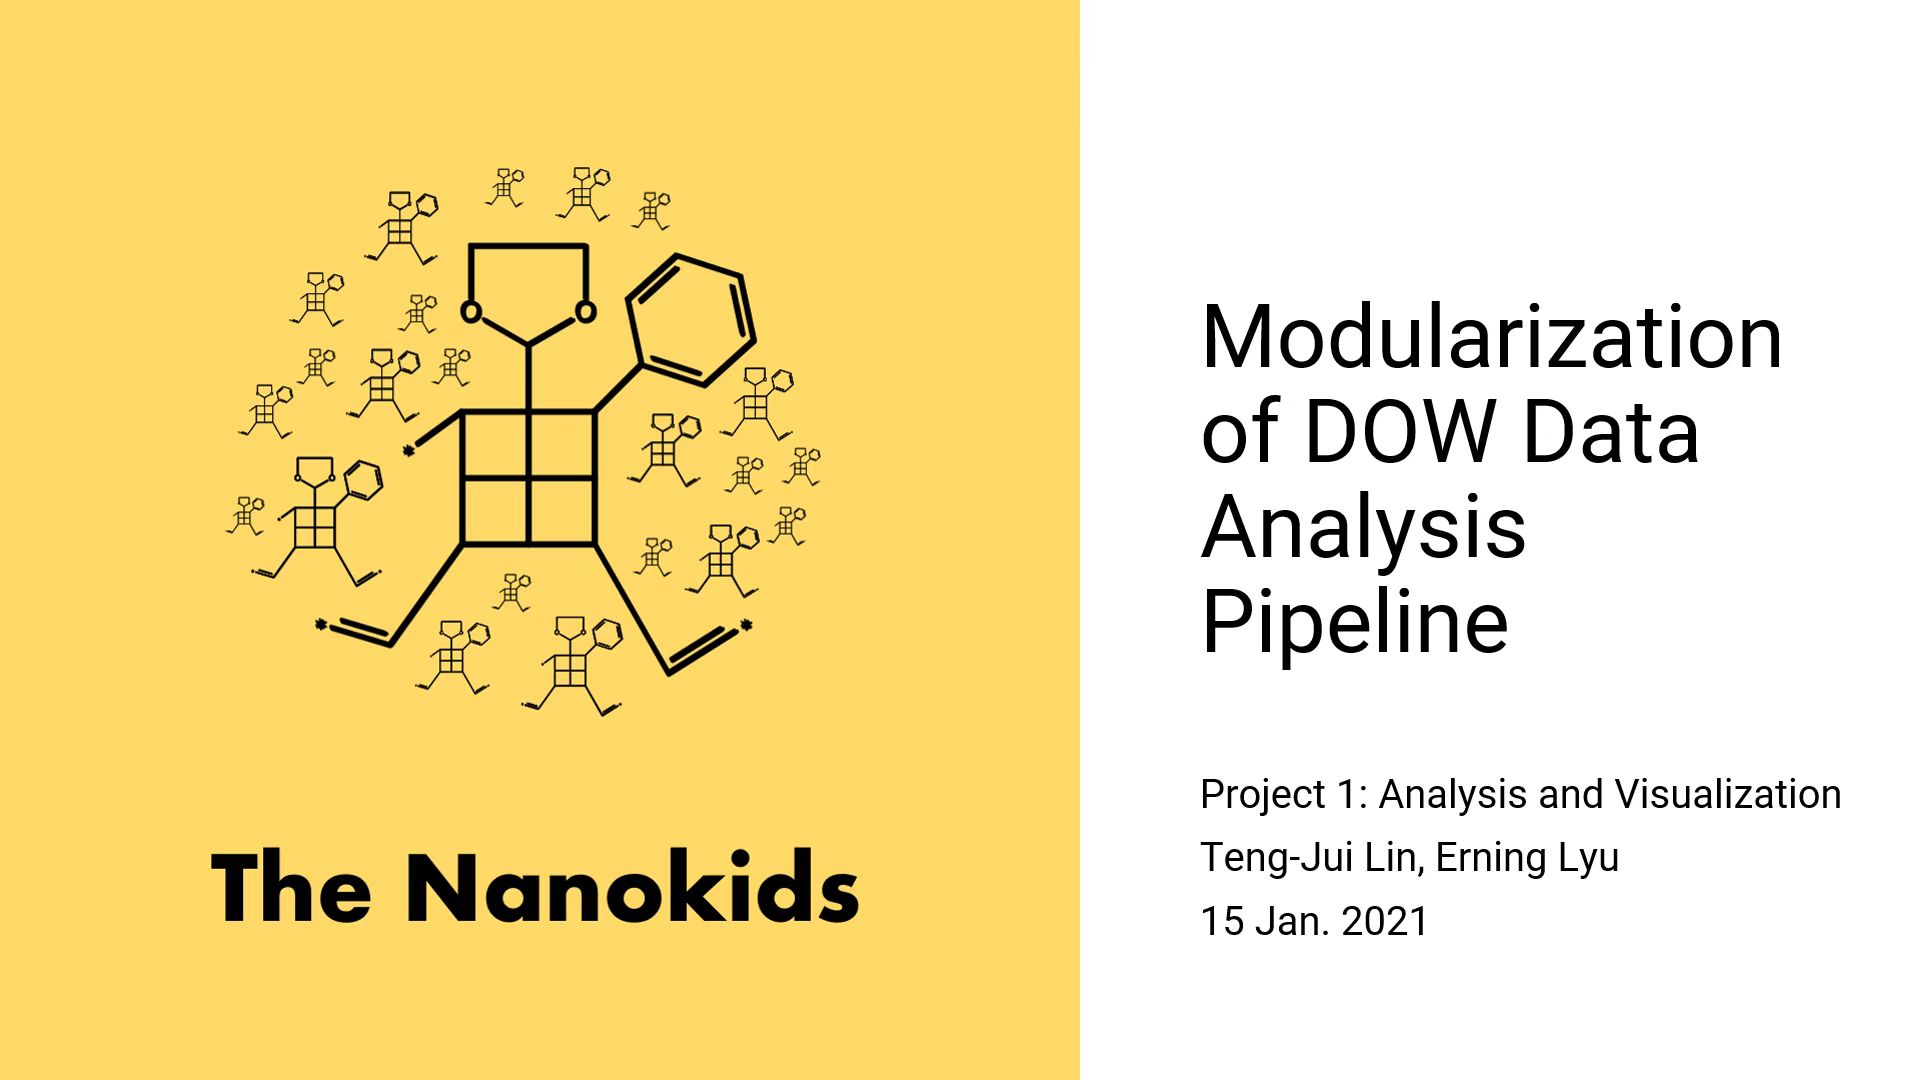 O O
The Nanokids
Modularization
of DOW Data
Analysis
Pipeline
Project 1: Analysis and Visualization
Teng-Jui Lin, Erning Lyu
15 Jan. 2021